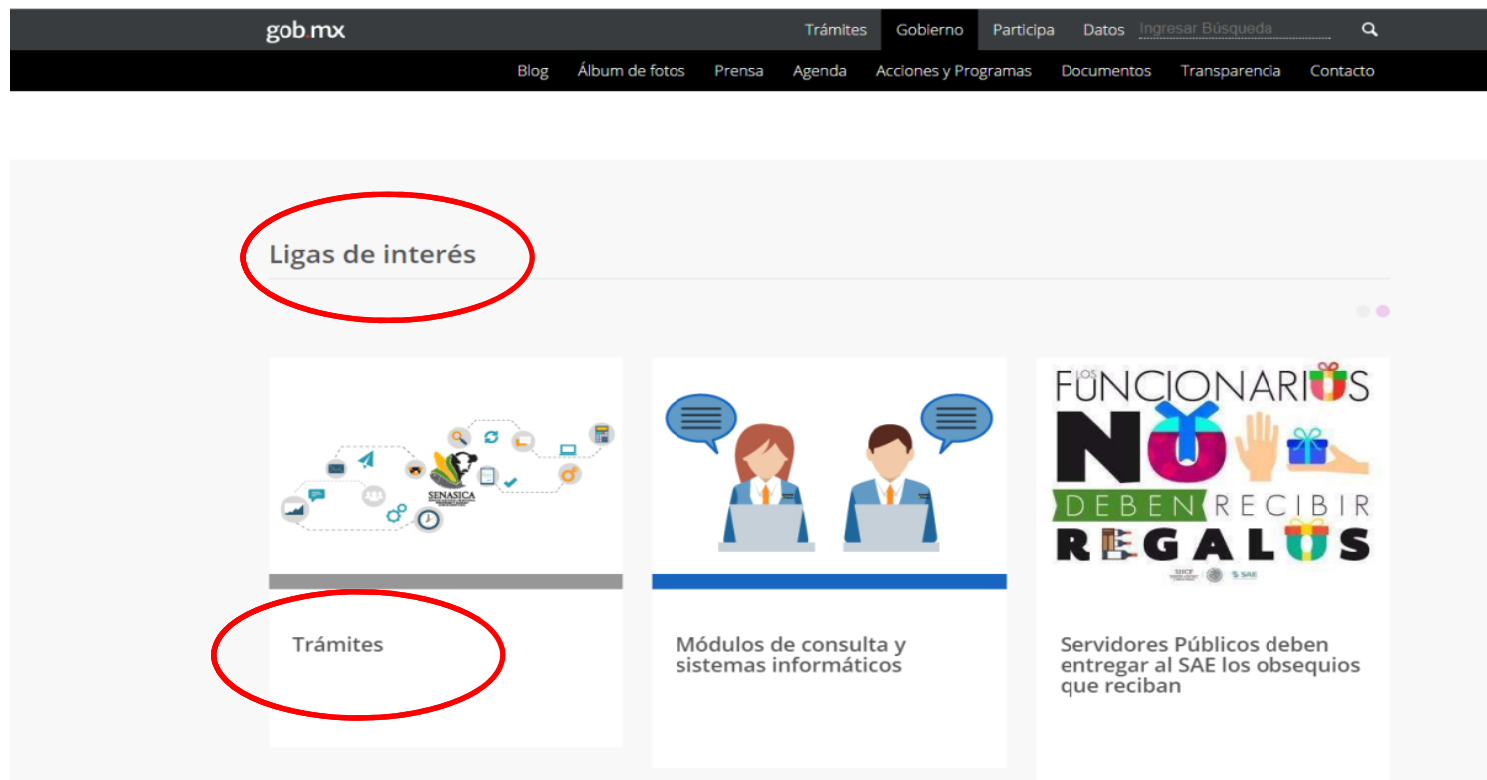 gob.mx
Trámites Gobierno Participa Datos Ingresar Búsqueda
Blog Álbum de fotos Prensa Agenda Acciones y Programas Documentos Transparencia Contacto
Ligas de interés
SENASICA
LOS
FUNCIONARIOS
NO
DEBEN RECIBIR
REGALOS
SHCP
SAE
Trámites
Módulos de consulta y
sistemas informáticos
Servidores Públicos deben
entregar al SAE los obsequios
que reciban